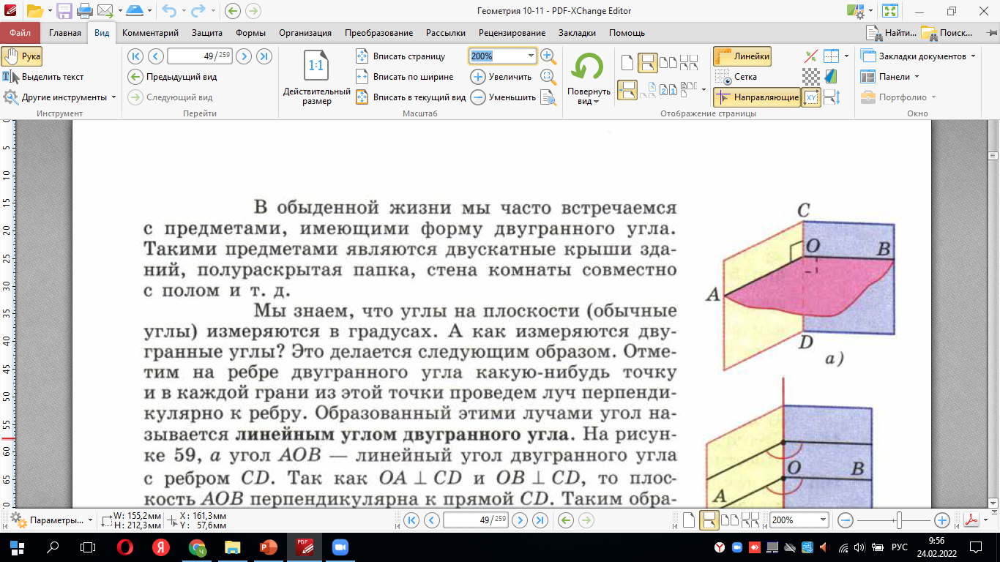 Геометрия 10-11 - PDF-XChange Editor
Файл Главная Вид Комментарий Защита Формы Организация Преобразование Рассылки Рецензирование Закладки Помощь Найти... Поиск...
Рука
Выделить текст
Другие инструменты
Инструмент
49 / 259
Предыдущий вид
Следующий вид
Перейти
1:1
Действительный размер
Вписать страницу
Вписать по ширине
Вписать в текущий вид
200%
Увеличить
Уменьшить
Масштаб
Повернуть вид
Линейки
Сетка
Направляющие
Отображение страницы
Закладки документов
Панели
Портфолио
Окно
В обыденной жизни мы часто встречаемся
с предметами, имеющими форму двугранного угла.
Такими предметами являются двускатные крыши зда-
ний, полураскрытая папка, стена комнаты совместно
с полом и т. д.
Мы знаем, что углы на плоскости (обычные
углы) измеряются в градусах. А как измеряются дву-
гранные углы? Это делается следующим образом. Отме-
тим на ребре двугранного угла какую-нибудь точку
и в каждой грани из этой точки проведем луч перпенди-
кулярно к ребру. Образованный этими лучами угол на-
зывается линейным углом двугранного угла. На рисун-
ке 59, а угол AOB — линейный угол двугранного угла
с ребром CD. Так как OA ⊥ CD и OB ⊥ CD, то плос-
кость AOB перпендикулярна к прямой CD. Таким обра-
C
O
B
A
D
а)
O
B
A
Параметры...
W: 155,2мм
H: 212,3мм
X : 161,3мм
Y : 57,6мм
49 / 259
200%
РУС
9:56
24.02.2022